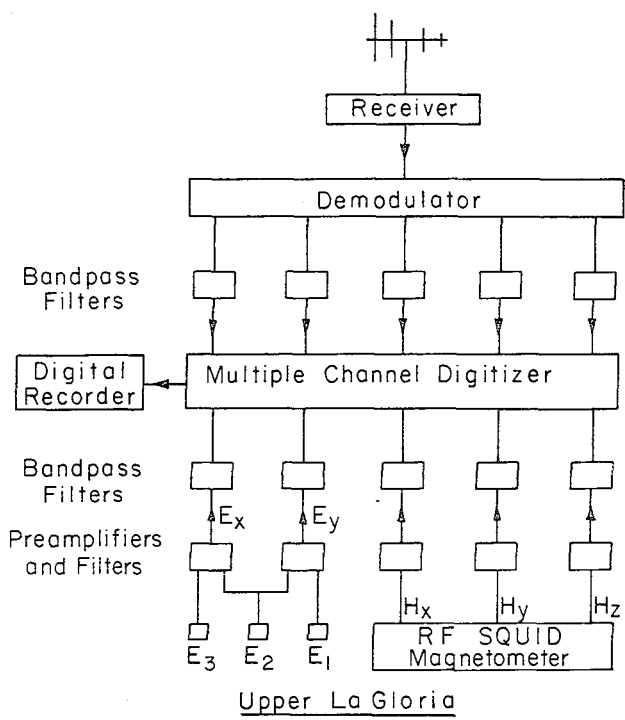 Receiver
Demodulator
Bandpass
Filters
Digital
Recorder
Multiple Channel Digitizer
Bandpass
Filters
Ex
Ey
Preamplifiers
and Filters
Hx
Hy
Hz
E3
E2
E1
RF SQUID
Magnetometer
Upper La Gloria